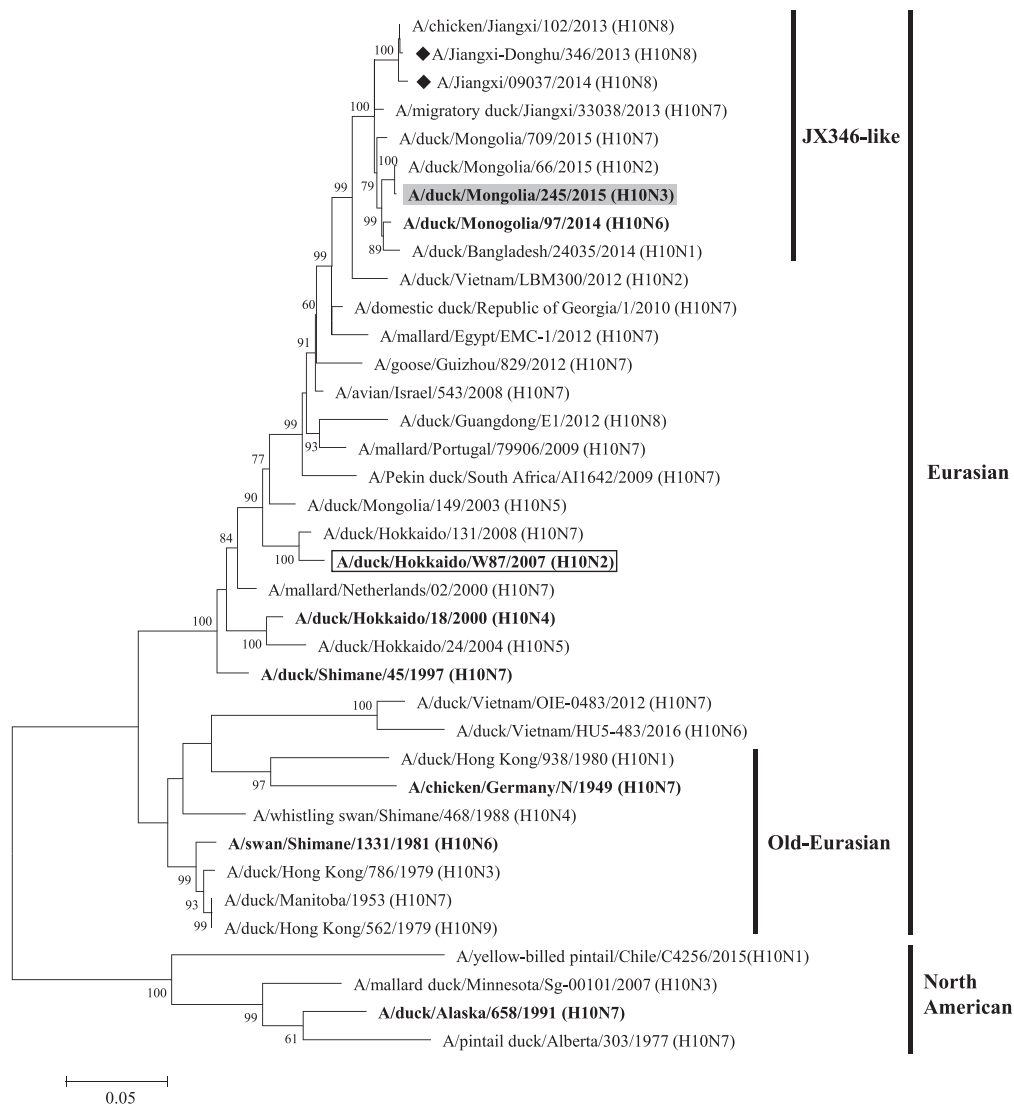 A/chicken/Jiangxi/102/2013 (H10N8)
100
◆A/Jiangxi-Donghu/346/2013 (H10N8)
◆ A/Jiangxi/09037/2014 (H10N8)
100
A/migratory duck/Jiangxi/33038/2013 (H10N7)
JX346-like
A/duck/Mongolia/709/2015 (H10N7)
100
A/duck/Mongolia/66/2015 (H10N2)
79
99
A/duck/Mongolia/245/2015 (H10N3)
99
A/duck/Monogolia/97/2014 (H10N6)
89
A/duck/Bangladesh/24035/2014 (H10N1)
99
A/duck/Vietnam/LBM300/2012 (H10N2)
60
A/domestic duck/Republic of Georgia/1/2010 (H10N7)
A/mallard/Egypt/EMC-1/2012 (H10N7)
91
A/goose/Guizhou/829/2012 (H10N7)
A/avian/Israel/543/2008 (H10N7)
A/duck/Guangdong/E1/2012 (H10N8)
99
93
A/mallard/Portugal/79906/2009 (H10N7)
77
A/Pekin duck/South Africa/AI1642/2009 (H10N7)
Eurasian
90
A/duck/Mongolia/149/2003 (H10N5)
84
A/duck/Hokkaido/131/2008 (H10N7)
100
A/duck/Hokkaido/W87/2007 (H10N2)
A/mallard/Netherlands/02/2000 (H10N7)
100
A/duck/Hokkaido/18/2000 (H10N4)
100
A/duck/Hokkaido/24/2004 (H10N5)
A/duck/Shimane/45/1997 (H10N7)
100
A/duck/Vietnam/OIE-0483/2012 (H10N7)
A/duck/Vietnam/HU5-483/2016 (H10N6)
A/duck/Hong Kong/938/1980 (H10N1)
97
A/chicken/Germany/N/1949 (H10N7)
A/whistling swan/Shimane/468/1988 (H10N4)
A/swan/Shimane/1331/1981 (H10N6)
Old-Eurasian
99
A/duck/Hong Kong/786/1979 (H10N3)
93
A/duck/Manitoba/1953 (H10N7)
99
A/duck/Hong Kong/562/1979 (H10N9)
A/yellow-billed pintail/Chile/C4256/2015(H10N1)
100
A/mallard duck/Minnesota/Sg-00101/2007 (H10N3)
North
American
99
A/duck/Alaska/658/1991 (H10N7)
61
A/pintail duck/Alberta/303/1977 (H10N7)
0.05